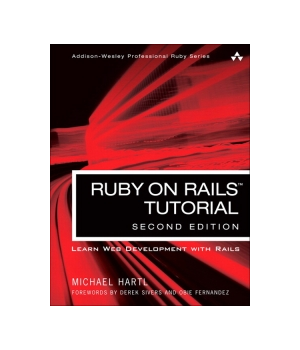 Addison-Wesley Professional Ruby Series
RUBY ON RAILS™
TUTORIAL
SECOND EDITION
LEARN WEB DEVELOPMENT WITH RAILS
MICHAEL HARTL
FOREWORDS BY DEREK SIVERS AND OBIE FERNANDEZ